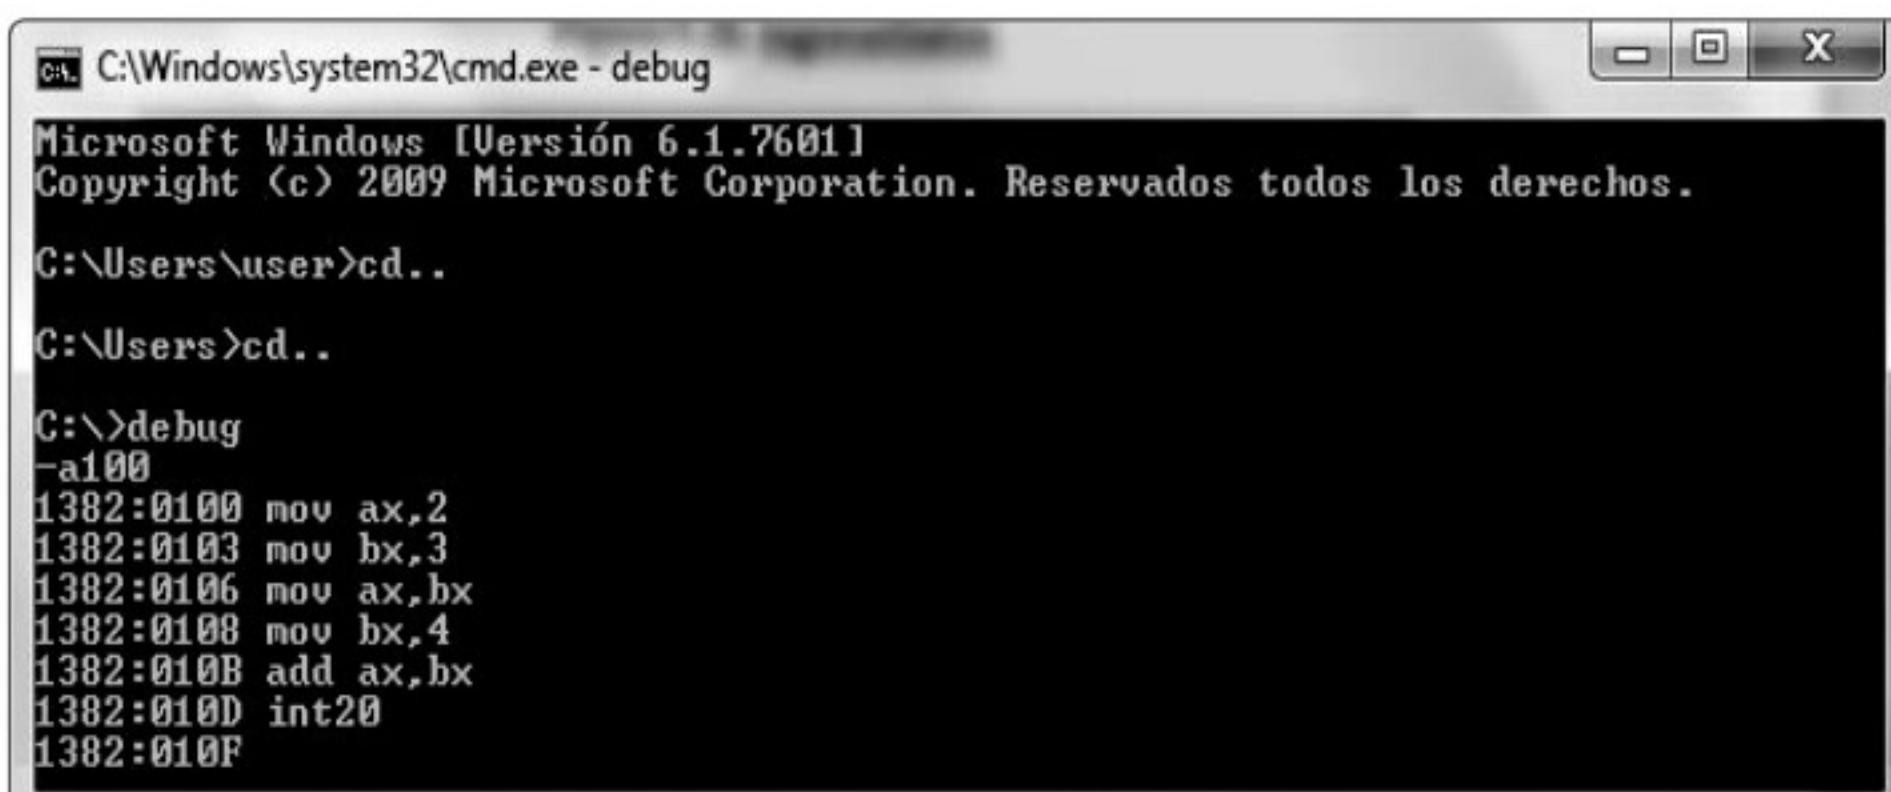 C:\Windows\system32\cmd.exe - debug
Microsoft Windows [Versión 6.1.7601]
Copyright (c) 2009 Microsoft Corporation. Reservados todos los derechos.
C:\Users\user>cd..
C:\Users>cd..
C:\>debug
-a100
1382:0100 mov ax,2
1382:0103 mov bx,3
1382:0106 mov ax,bx
1382:0108 mov bx,4
1382:010B add ax,bx
1382:010D int20
1382:010F